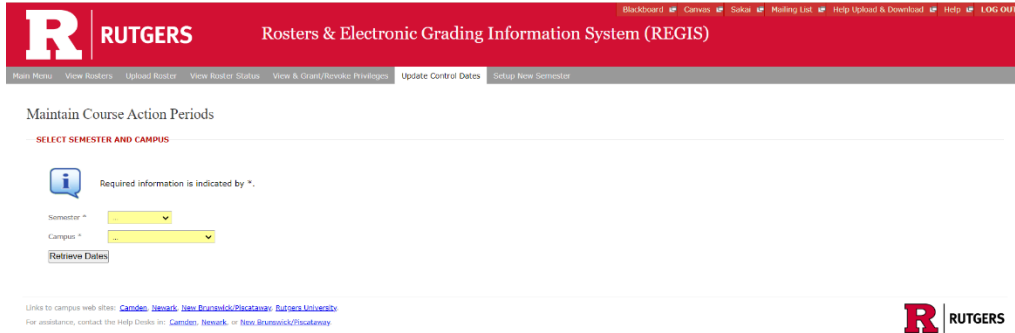 Blackboard Canvas Sakai Mailing List Help Upload & Download Help LOG OUT
R RUTGERS Rosters & Electronic Grading Information System (REGIS)
Main Menu View Rosters Upload Roster View Roster Status View & Grant/Revoke Privileges Update Control Dates Setup New Semester
Maintain Course Action Periods
SELECT SEMESTER AND CAMPUS
i Required information is indicated by *.
Semester * ...
Campus * ...
Retrieve Dates
Links to campus web sites: Camden, Newark, New Brunswick/Piscataway, Rutgers University.
For assistance, contact the Help Desks in: Camden, Newark, or New Brunswick/Piscataway.
R RUTGERS